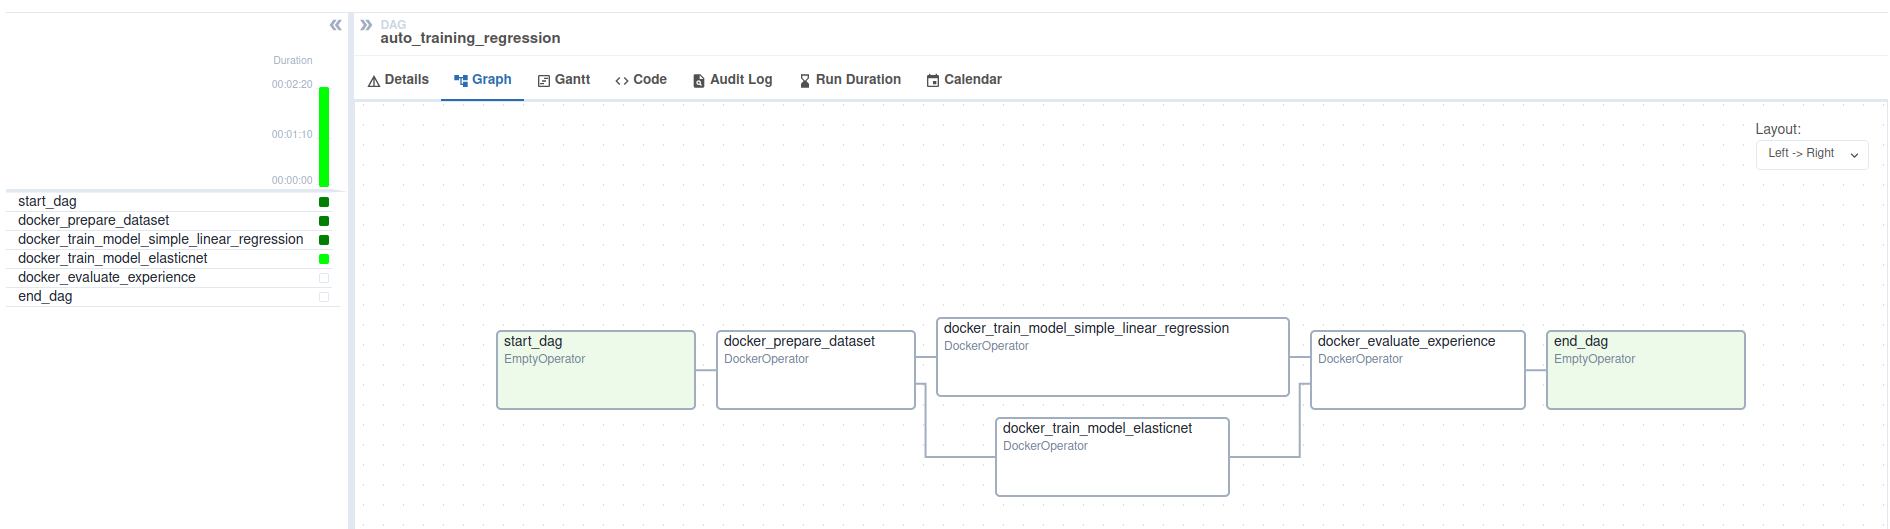 DAG
auto_training_regression
Duration
00:02:20
00:01:10
00:00:00
start_dag
docker_prepare_dataset
docker_train_model_simple_linear_regression
docker_train_model_elasticnet
docker_evaluate_experience
end_dag
Details Graph Gantt Code Audit Log Run Duration Calendar
Layout:
Left -> Right
start_dag
EmptyOperator
docker_prepare_dataset
DockerOperator
docker_train_model_simple_linear_regression
DockerOperator
docker_train_model_elasticnet
DockerOperator
docker_evaluate_experience
DockerOperator
end_dag
EmptyOperator